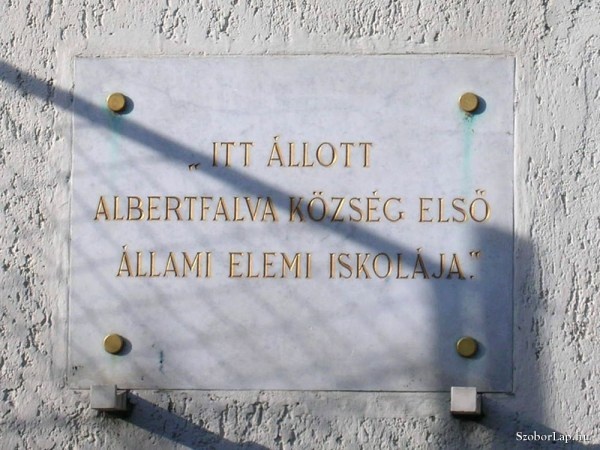 „ITT ÁLLOTT
ALBERTFALVA KÖZSÉG ELSŐ
ÁLLAMI ELEMI ISKOLÁJA.”
SzoborLap.hu